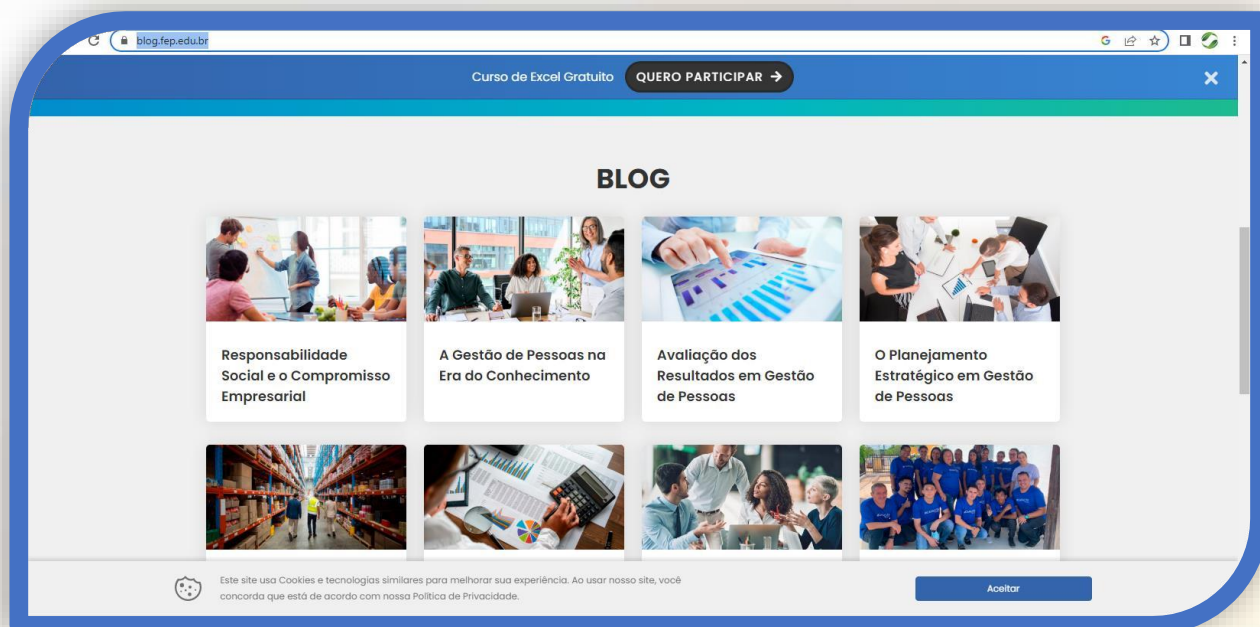 blog.fep.edu.br
Curso de Excel Gratuito QUERO PARTICIPAR →
BLOG
Responsabilidade
Social e o Compromisso
Empresarial
A Gestão de Pessoas na
Era do Conhecimento
Avaliação dos
Resultados em Gestão
de Pessoas
O Planejamento
Estratégico em Gestão
de Pessoas
Este site usa Cookies e tecnologias similares para melhorar sua experiência. Ao usar nosso site, você
concorda que está de acordo com nossa Política de Privacidade.
Aceitar